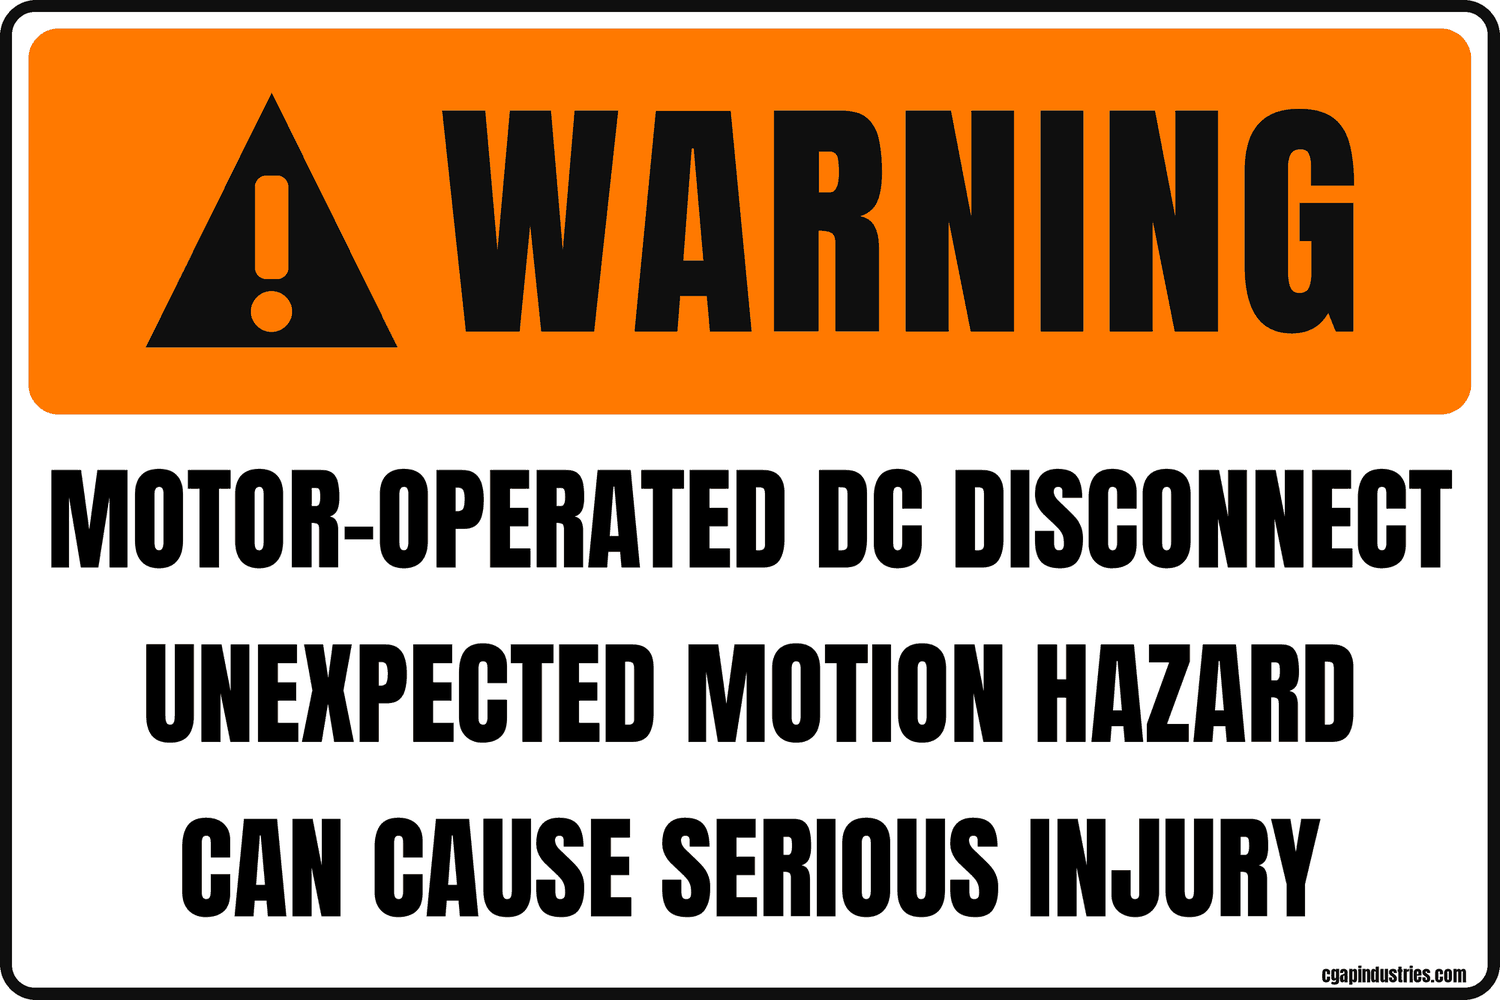 WARNING
MOTOR-OPERATED DC DISCONNECT
UNEXPECTED MOTION HAZARD
CAN CAUSE SERIOUS INJURY
cgapindustries.com